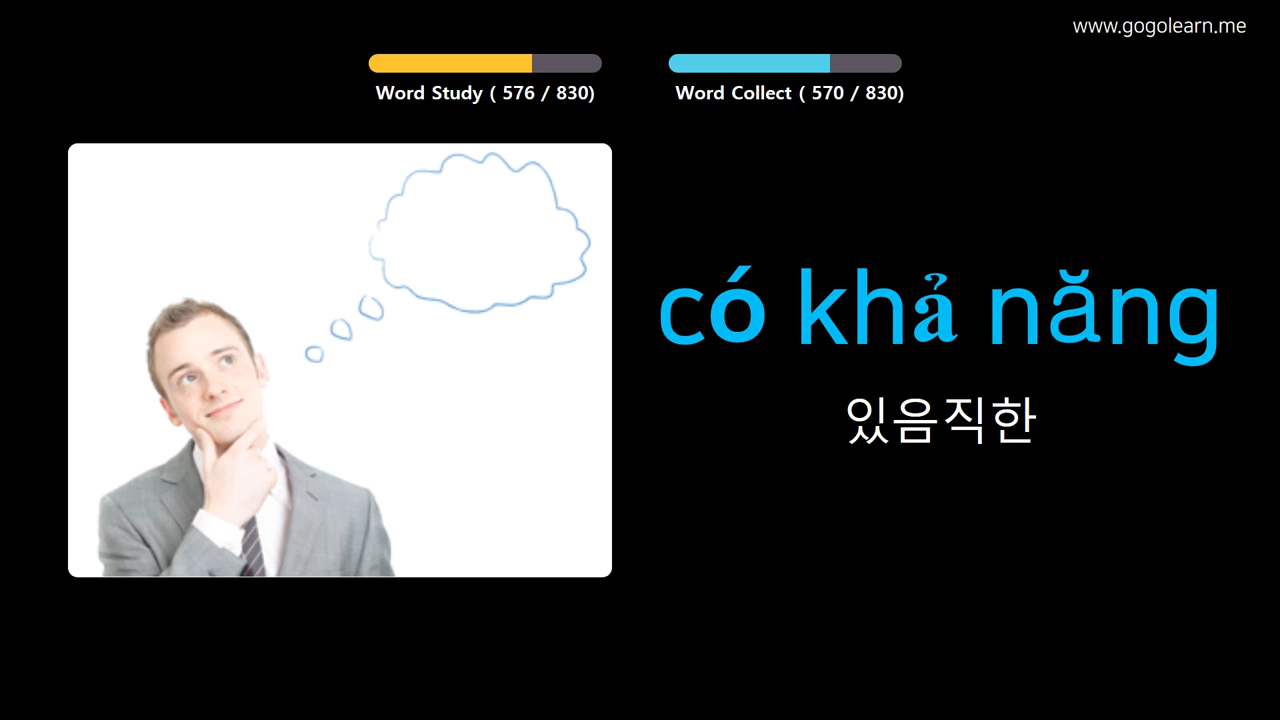 www.gogolearn.me
Word Study ( 576 / 830)
Word Collect ( 570 / 830)
có khả năng
있음직한